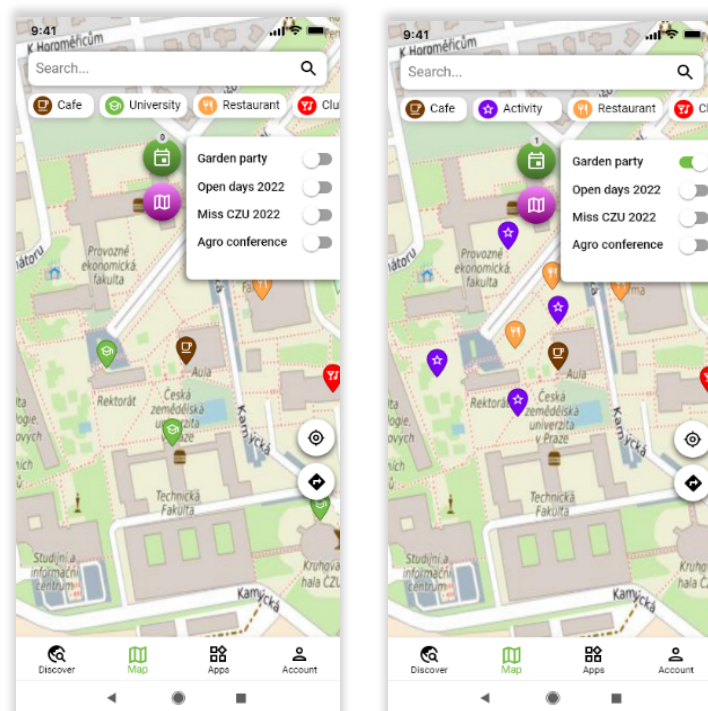 9:41
K Horoměřicům
Search...
Cafe University Restaurant Clu
0
Garden party
Open days 2022
Miss CZU 2022
Agro conference
Provozně
ekonomická
fakulta
Aula
Rektorát
Česká
zemědělská
univerzita
v Praze
Kamýcká
Technická
Fakulta
Studijní a
informační
centrum
Kruhová
hala ČZU
Kamýcká
Discover Map Apps Account
9:41
K Horoměřicům
Search...
Cafe Activity Restaurant Cl
1
Garden party
Open days 2022
Miss CZU 2022
Agro conference
Provozně
ekonomická
fakulta
Aula
Česká
zemědělská
univerzita
v Praze
Kamýcká
Technická
Fakulta
Studijní a
informační
centrum
hala ČZ
Kamýcká
Discover Map Apps Account